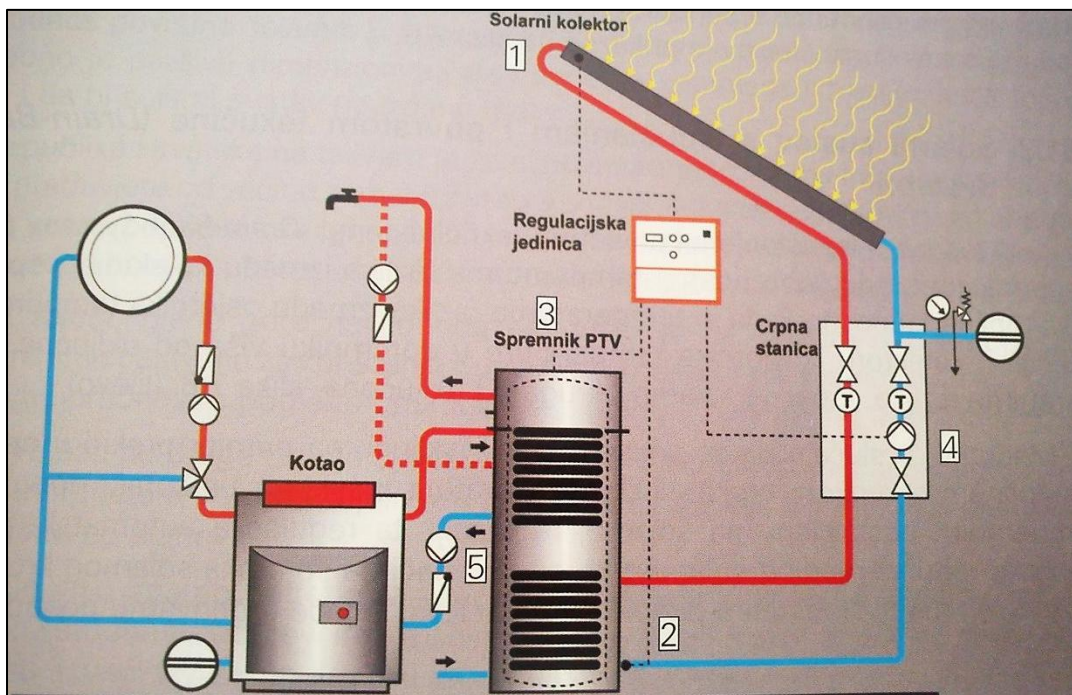 Solarni kolektor
1
Regulacijska
jedinica
3
Spremnik PTV
Crpna
stanica
T
T
4
Kotao
5
2